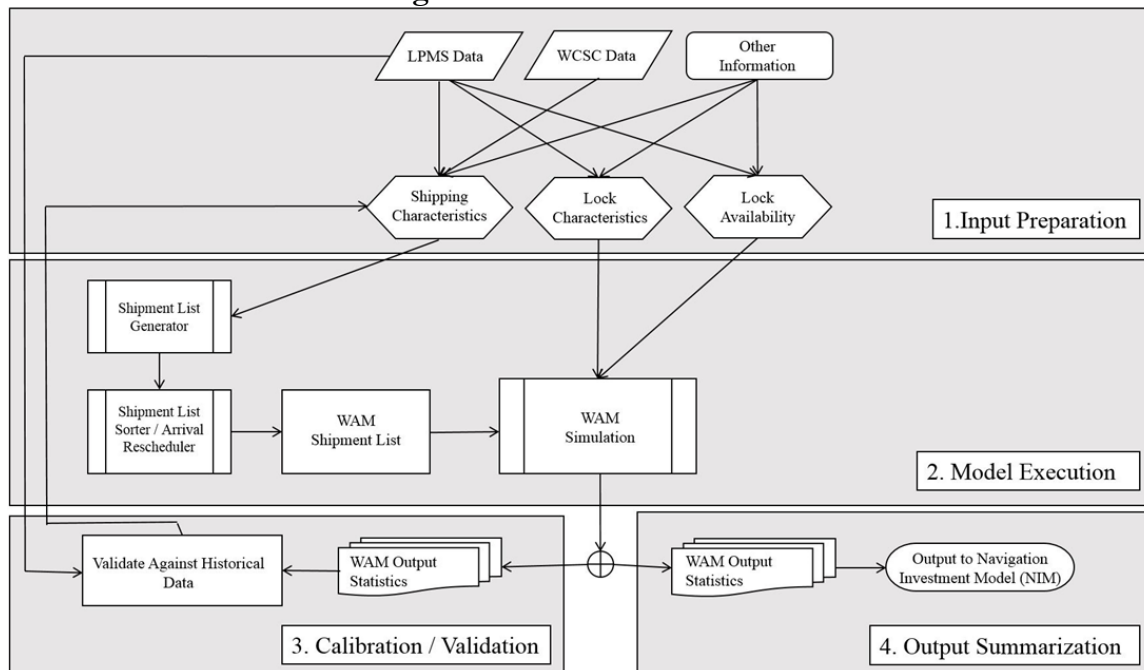 LPMS Data
WCSC Data
Other
Information
Shipping
Characteristics
Lock
Characteristics
Lock
Availability
1.Input Preparation
Shipment List
Generator
Shipment List
Sorter / Arrival
Rescheduler
WAM
Shipment List
WAM
Simulation
2. Model Execution
Validate Against Historical
Data
WAM Output
Statistics
3. Calibration / Validation
WAM Output
Statistics
Output to Navigation
Investment Model (NIM)
4. Output Summarization